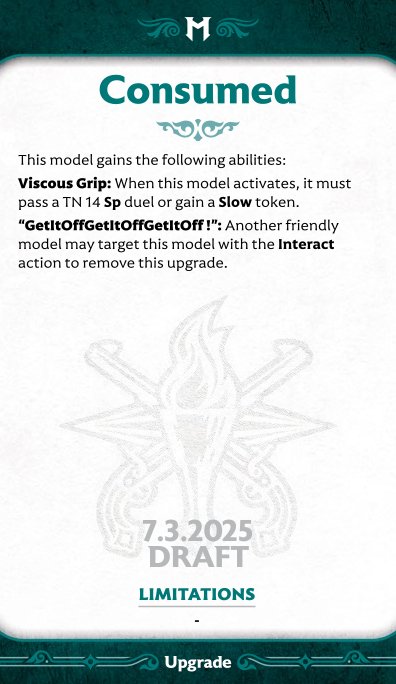 M
Consumed
This model gains the following abilities:
Viscous Grip: When this model activates, it must
pass a TN 14 Sp duel or gain a Slow token.
“GetItOffGetItOffGetItOff!”: Another friendly
model may target this model with the Interact
action to remove this upgrade.
7.3.2025
DRAFT
LIMITATIONS
-
Upgrade